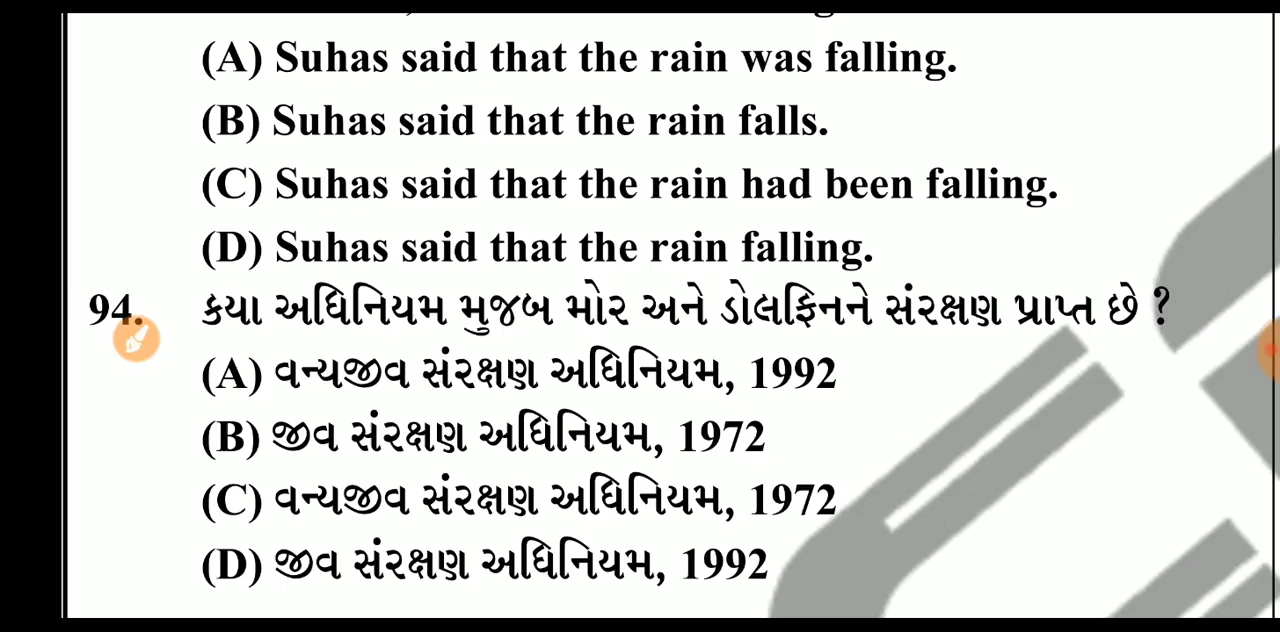 (A) Suhas said that the rain was falling.
(B) Suhas said that the rain falls.
(C) Suhas said that the rain had been falling.
(D) Suhas said that the rain falling.
94. કયા અધિનિયમ મુજબ મોર અને ડોલફિનને સંરક્ષણ પ્રાપ્ત છે ?
(A) વન્યજીવ સંરક્ષણ અધિનિયમ, 1992
(B) જીવ સંરક્ષણ અધિનિયમ, 1972
(C) વન્યજીવ સંરક્ષણ અધિનિયમ, 1972
(D) જીવ સંરક્ષણ અધિનિયમ, 1992